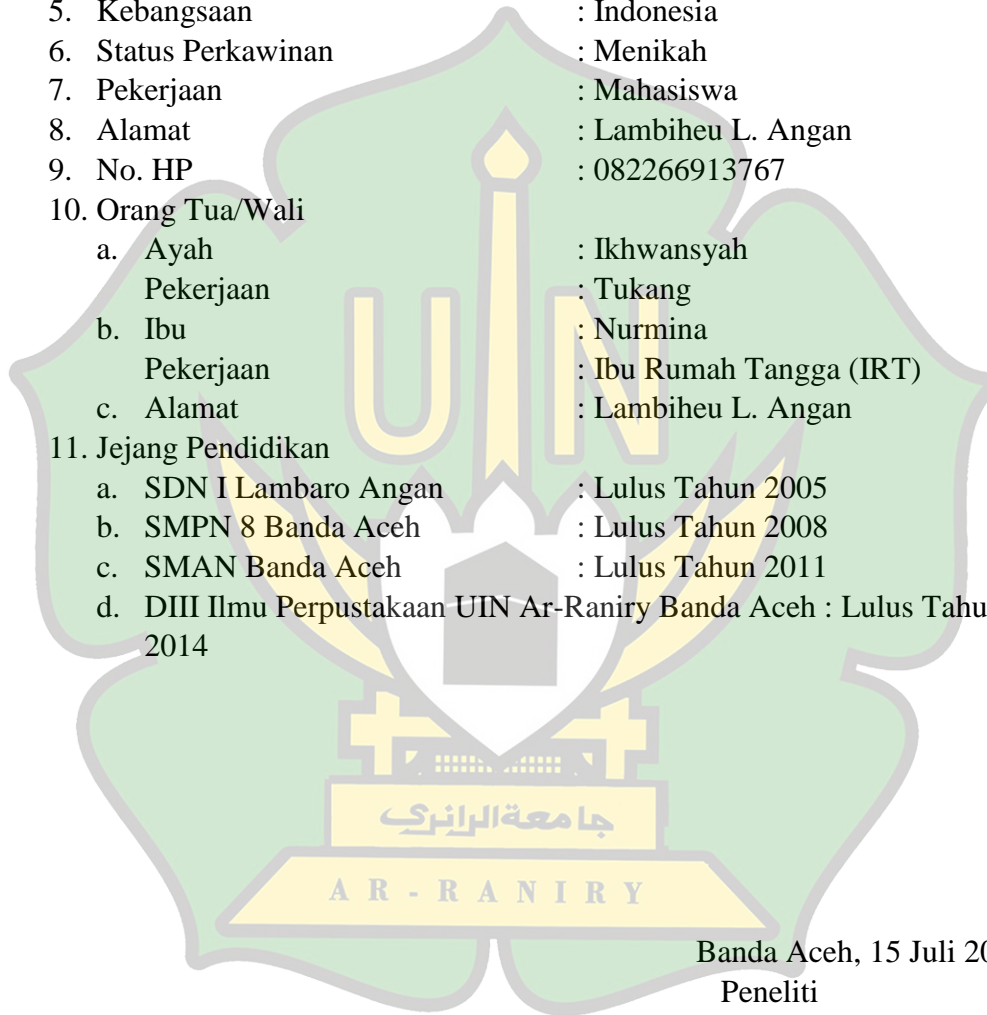 5. Kebangsaan : Indonesia
6. Status Perkawinan : Menikah
7. Pekerjaan : Mahasiswa
8. Alamat : Lambiheu L. Angan
9. No. HP : 082266913767
10. Orang Tua/Wali
a. Ayah : Ikhwansyah
Pekerjaan : Tukang
b. Ibu : Nurmina
Pekerjaan : Ibu Rumah Tangga (IRT)
c. Alamat : Lambiheu L. Angan
11. Jejang Pendidikan
a. SDN I Lambaro Angan : Lulus Tahun 2005
b. SMPN 8 Banda Aceh : Lulus Tahun 2008
c. SMAN Banda Aceh : Lulus Tahun 2011
d. DIII Ilmu Perpustakaan UIN Ar-Raniry Banda Aceh : Lulus Tahu
2014
UIN
جامعة الرانري
AR-RANIRY
Banda Aceh, 15 Juli 20
Peneliti